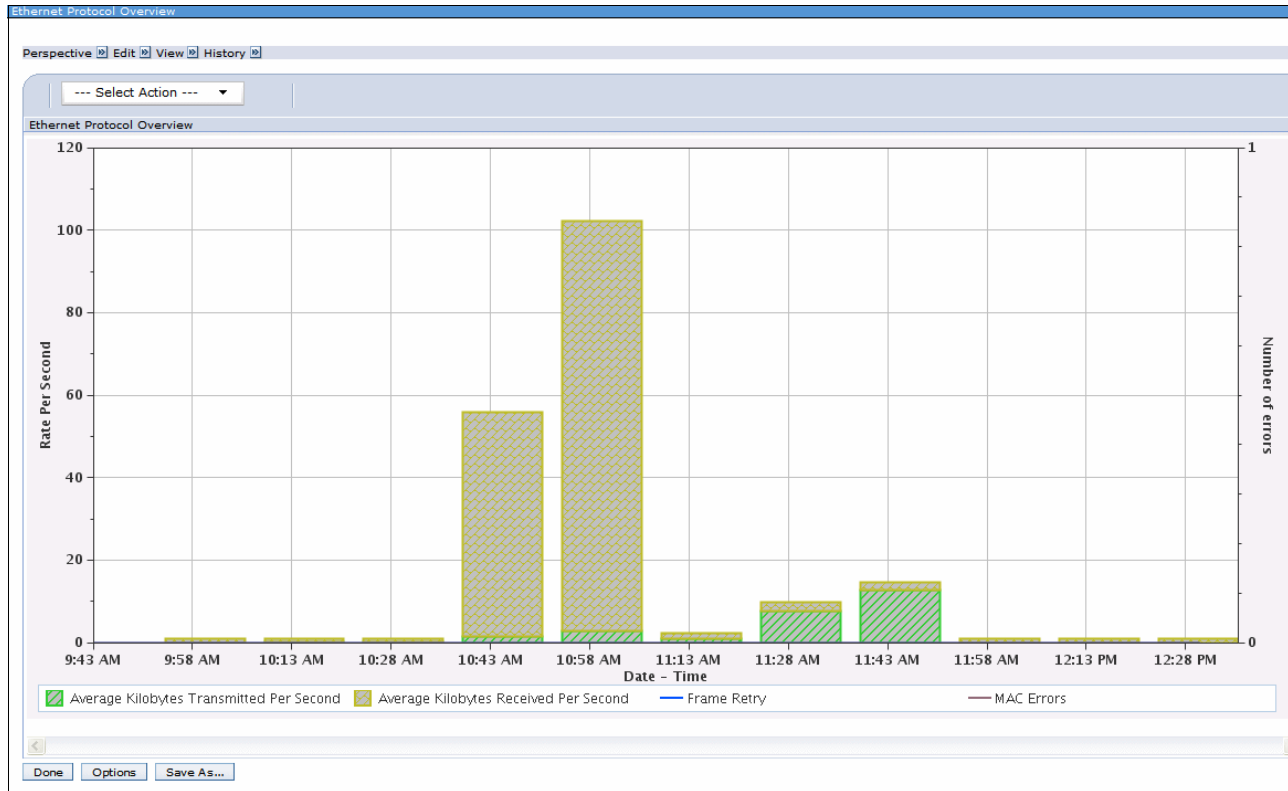 Ethernet Protocol Overview
Perspective Edit View History
--- Select Action ---
Ethernet Protocol Overview
120
100
80
60
40
20
0
Rate Per Second
1
0
Number of errors
9:43 AM 9:58 AM 10:13 AM 10:28 AM 10:43 AM 10:58 AM 11:13 AM 11:28 AM 11:43 AM 11:58 AM 12:13 PM 12:28 PM
Date - Time
Average Kilobytes Transmitted Per Second Average Kilobytes Received Per Second Frame Retry MAC Errors
Done Options Save As...